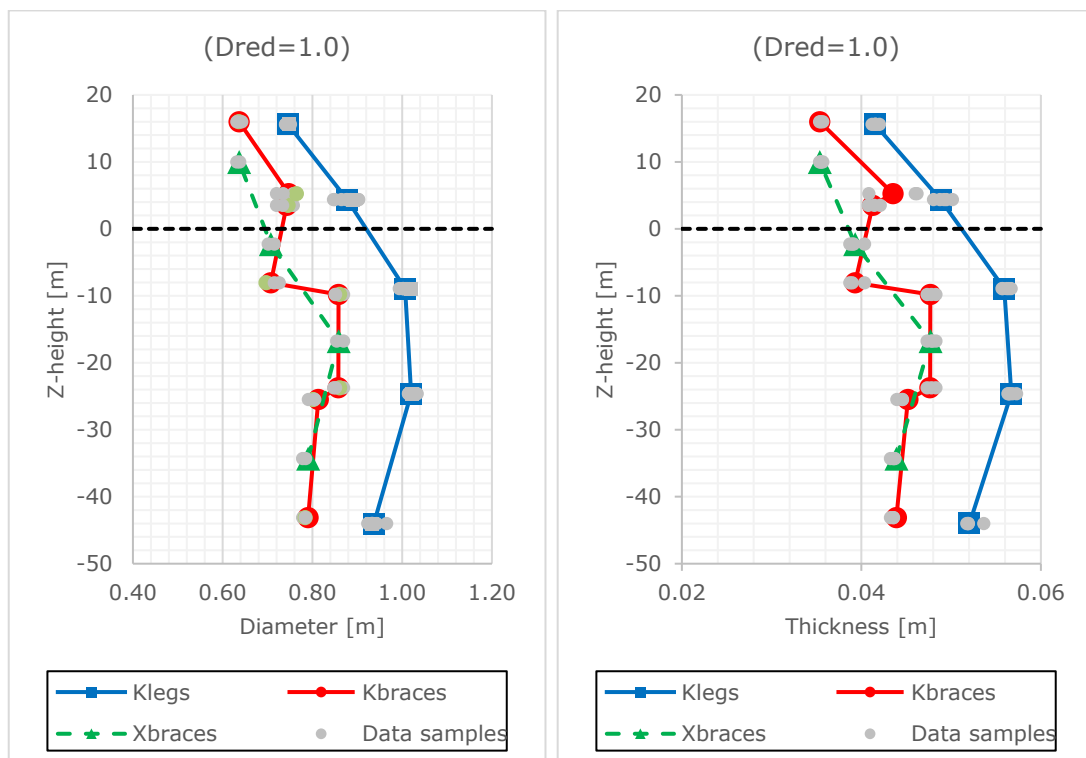 (Dred=1.0)
20
10
0
-10
-20
-30
-40
-50
Z-height [m]
0.40 0.60 0.80 1.00 1.20
Diameter [m]
Klegs Kbraces
Xbraces Data samples
(Dred=1.0)
20
10
0
-10
-20
-30
-40
-50
Z-height [m]
0.02 0.04 0.06
Thickness [m]
Klegs Kbraces
Xbraces Data samples